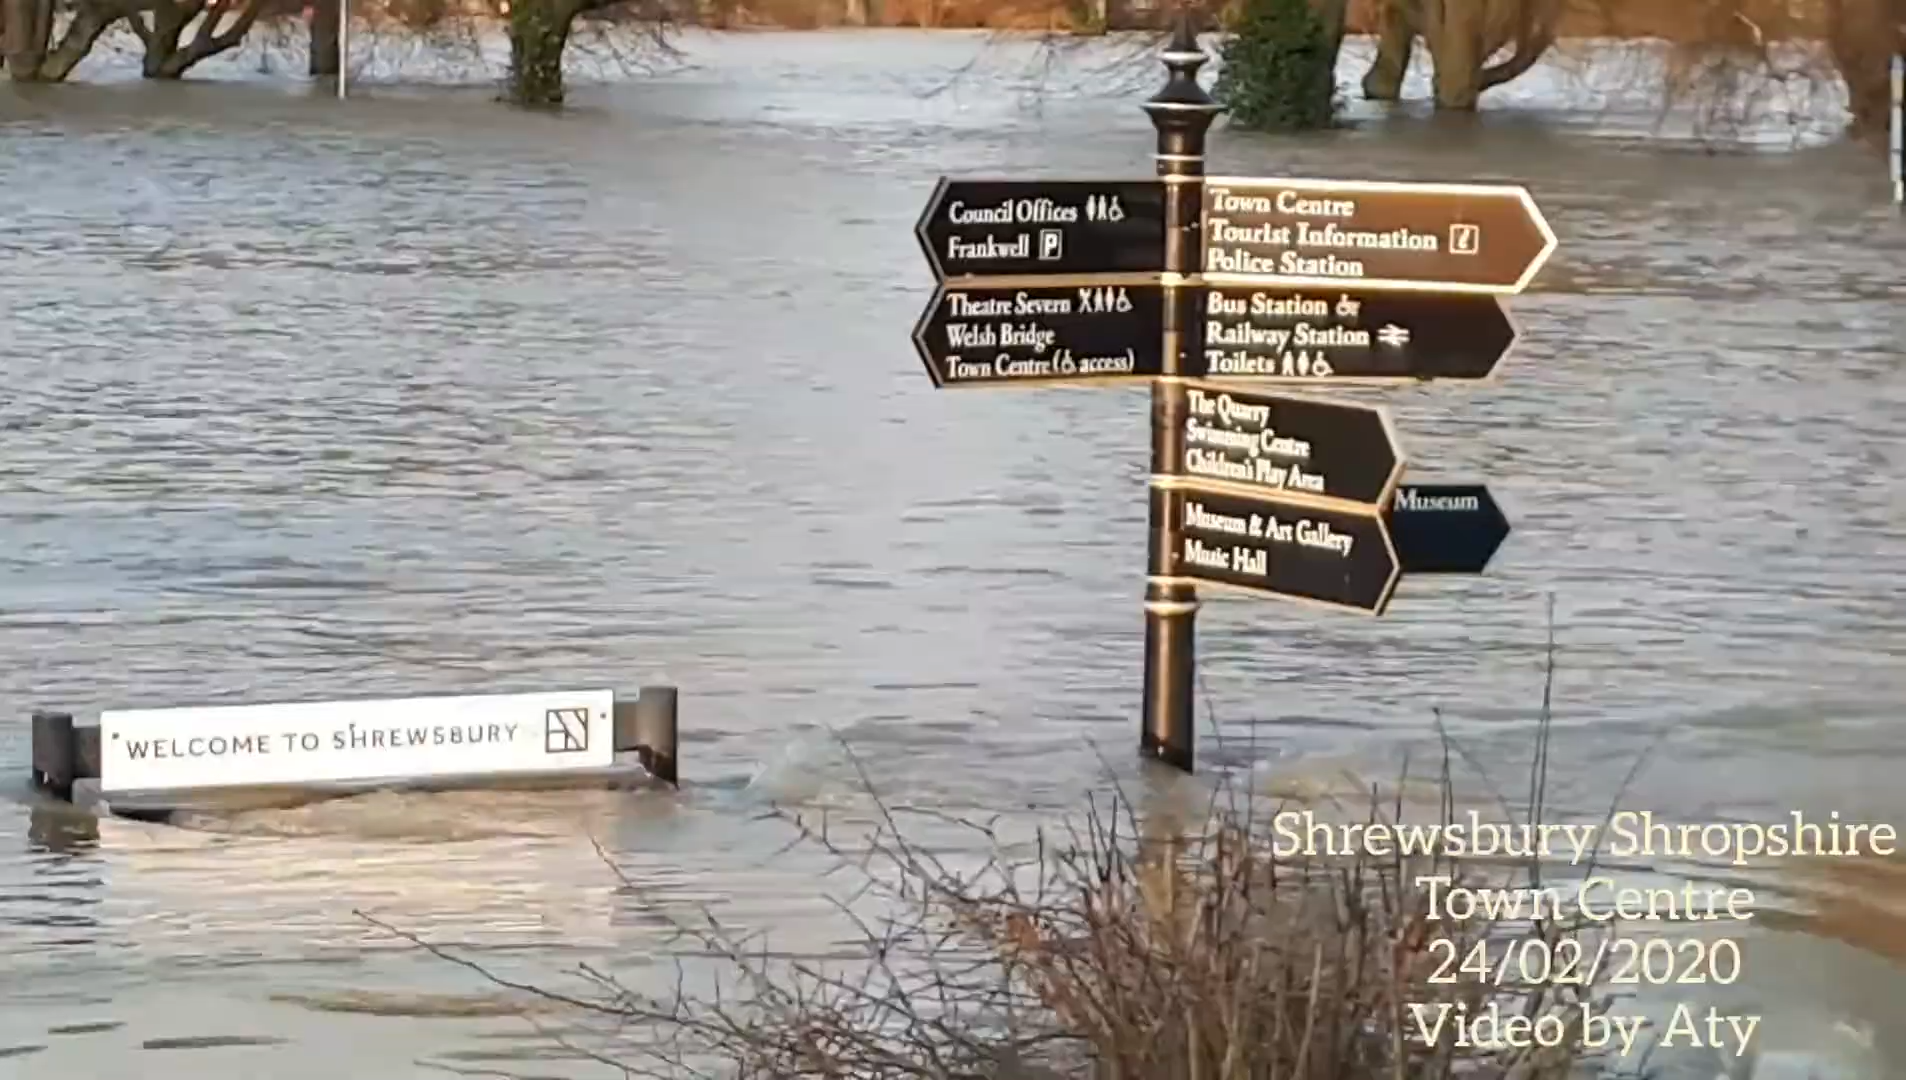 Council Offices
Frankwell P
Theatre Severn
Welsh Bridge
Town Centre ( access)
Town Centre
Tourist Information i
Police Station
Bus Station &
Railway Station
Toilets
The Quarry
Swimming Centre
Children's Play Area
Museum & Art Gallery
Music Hall
Museum
WELCOME TO SHREWSBURY
Shrewsbury Shropshire
Town Centre
24/02/2020
Video by Aty